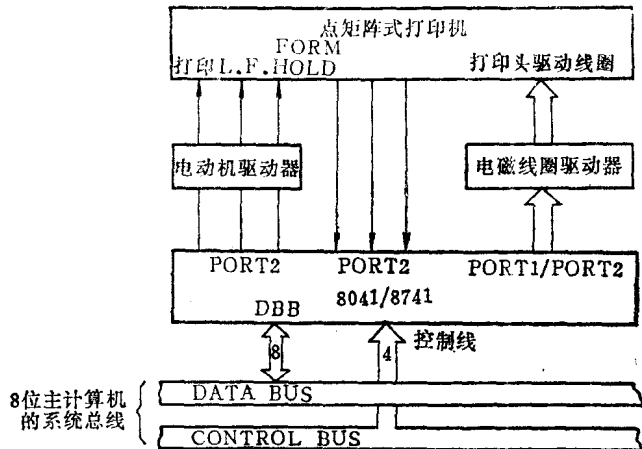 点矩阵式打印机
FORM
打印L.F.HOLD
打印头驱动线圈
电动机驱动器
电磁线圈驱动器
PORT2
PORT2
PORT1/PORT2
8041/8741
DBB
控制线
8
4
8位主计算机
的系统总线
DATA BUS
CONTROL BUS